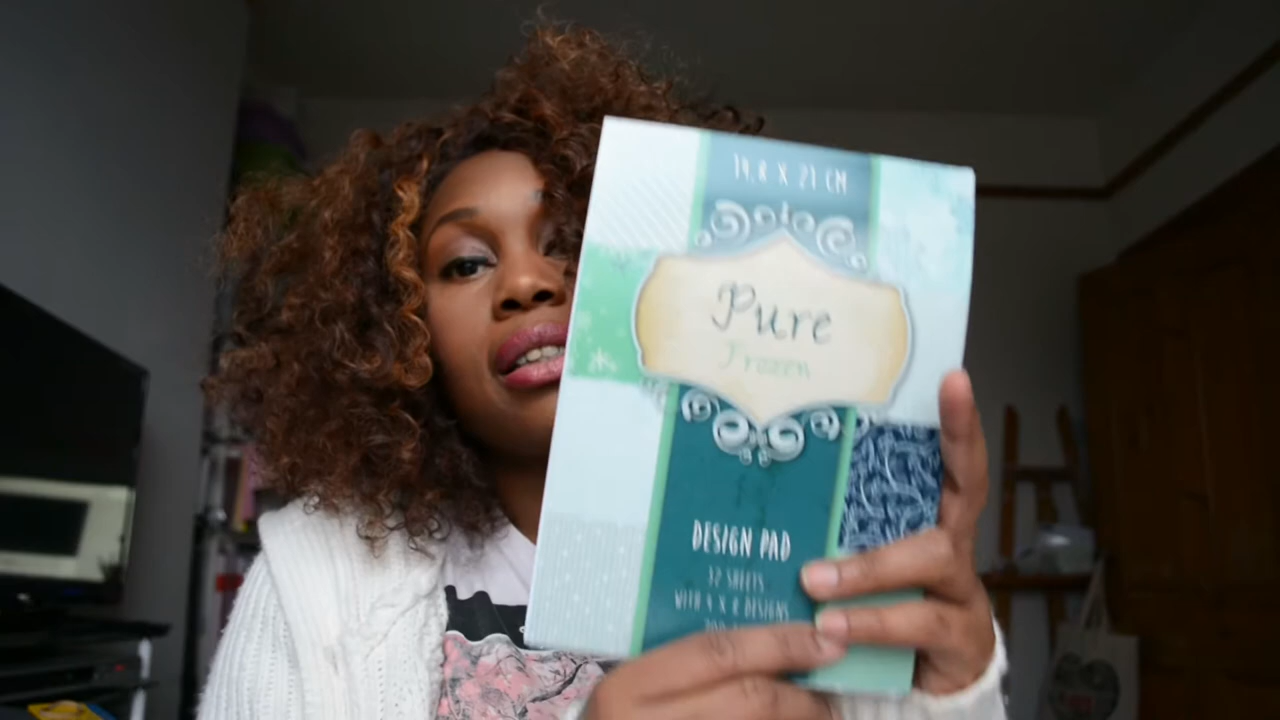 14.8 X 21 CM
Pure
Frozen
DESIGN PAD
32 SHEETS
WITH 4 X 8 DESIGNS